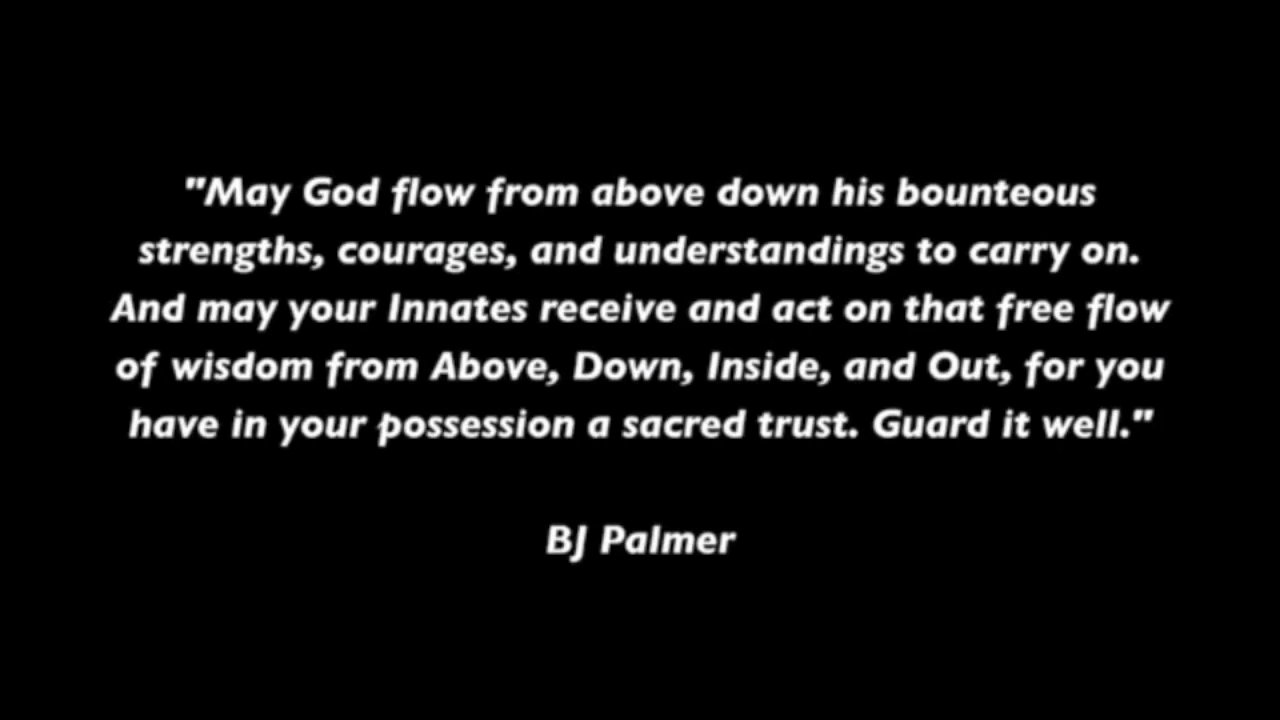 "May God flow from above down his bounteous
strengths, courages, and understandings to carry on.
And may your Innates receive and act on that free flow
of wisdom from Above, Down, Inside, and Out, for you
have in your possession a sacred trust. Guard it well."
BJ Palmer